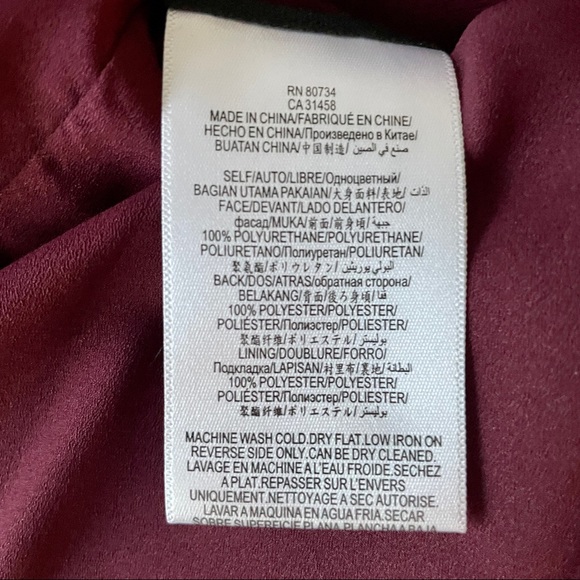 RN 80734
CA 31458
MADE IN CHINA/FABRIQUÉ EN CHINE/
HECHO EN CHINA/Произведено в Китае/
BUATAN CHINA/中国制造/ صنع في الصين
SELF/AUTO/LIBRE/Одноцветный/
BAGIAN UTAMA PAKAIAN/大身面料/表地/ الذات
FACE/DEVANT/LADO DELANTERO/
фасад/MUKA/前面/前身頃/ جبهة
100% POLYURETHANE/POLYURETHANE/
POLIURETANO/Полиуретан/POLIURETAN/
聚氨酯/ポリウレタン/ البولي يوريثين
BACK/DOS/ATRAS/обратная сторона/
BELAKANG/背面/後ろ身頃/ قفا
100% POLYESTER/POLYESTER/
POLIÉSTER/Полиэстер/POLIESTER/
聚酯纤维/ポリエステル/ بوليستر
LINING/DOUBLURE/FORRO/
Подкладка/LAPISAN/衬里布/裏地/ البطانة
100% POLYESTER/POLYESTER/
POLIÉSTER/Полиэстер/POLIESTER/
聚酯纤维/ポリエステル/ بوليستر
MACHINE WASH COLD.DRY FLAT.LOW IRON ON
REVERSE SIDE ONLY.CAN BE DRY CLEANED.
LAVAGE EN MACHINE A L'EAU FROIDE.SECHEZ
A PLAT.REPASSER SUR L'ENVERS
UNIQUEMENT.NETTOYAGE A SEC AUTORISE.
LAVAR A MAQUINA EN AGUA FRIA.SECAR
SOBRE SUPERFICIE PLANA.PLANCHA A BAJA